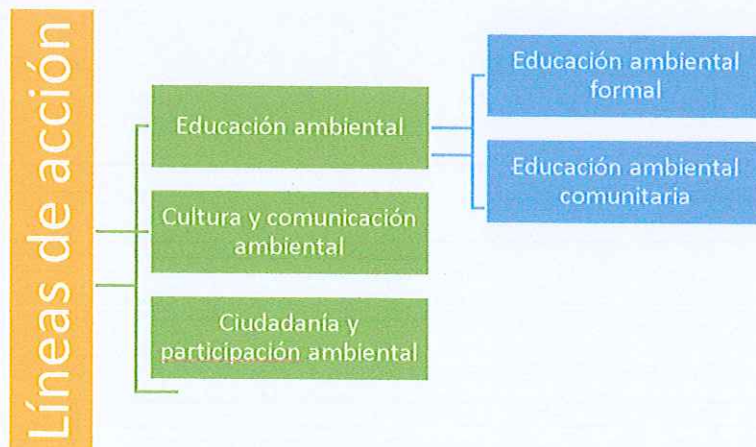 Líneas de acción
Educación ambiental
Cultura y comunicación
ambiental
Ciudadanía y
participación ambiental
Educación ambiental
formal
Educación ambiental
comunitaria